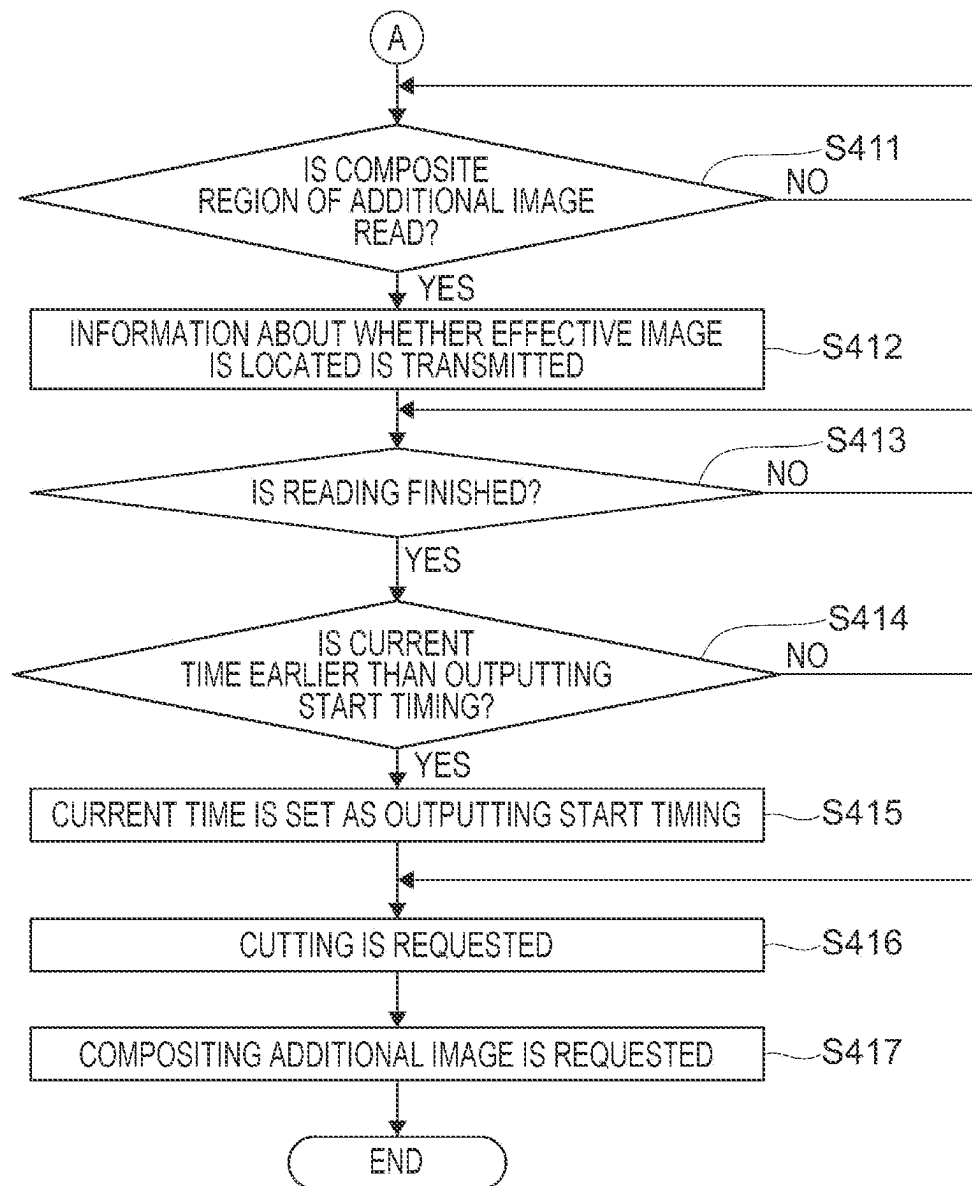 A
IS COMPOSITE
REGION OF ADDITIONAL IMAGE
READ?
S411
NO
YES
INFORMATION ABOUT WHETHER EFFECTIVE IMAGE
IS LOCATED IS TRANSMITTED
S412
IS READING FINISHED?
S413
NO
YES
IS CURRENT
TIME EARLIER THAN OUTPUTTING
START TIMING?
S414
NO
YES
CURRENT TIME IS SET AS OUTPUTTING START TIMING
S415
CUTTING IS REQUESTED
S416
COMPOSITING ADDITIONAL IMAGE IS REQUESTED
S417
END